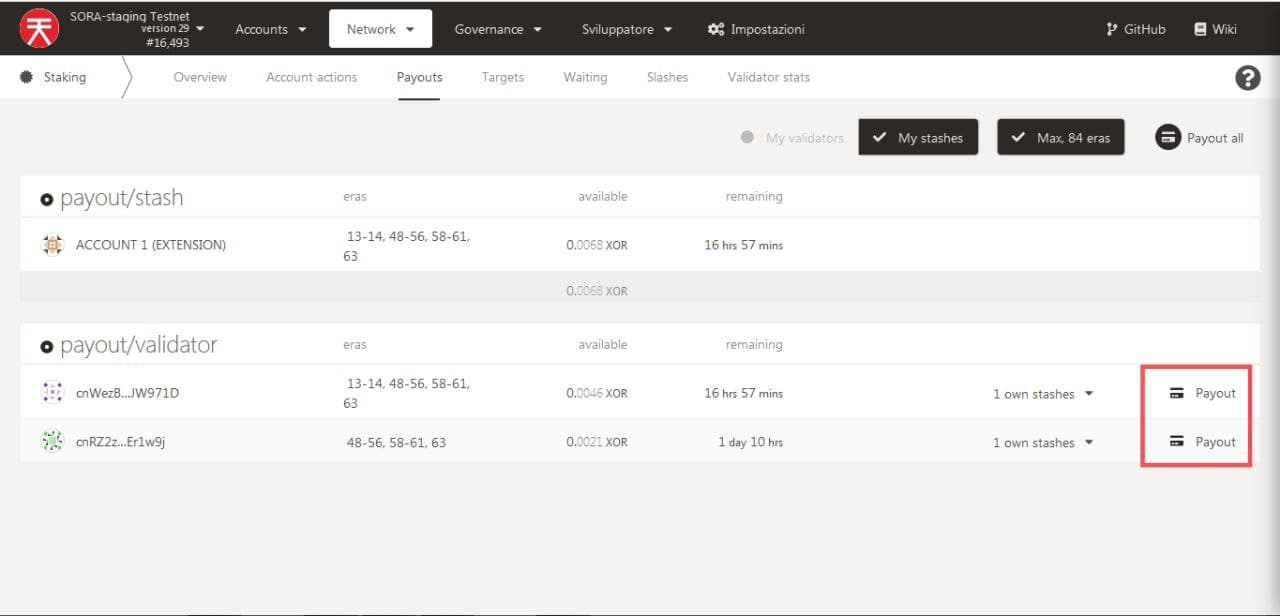 SORA-staging Testnet
version 29
#16,493
Accounts
Network
Governance
Sviluppatore
Impostazioni
GitHub
Wiki
Staking
Overview
Account actions
Payouts
Targets
Waiting
Slashes
Validator stats
?
My validators
My stashes
Max, 84 eras
Payout all
payout/stash eras available remaining
ACCOUNT 1 (EXTENSION) 13-14, 48-56, 58-61, 0.0068 XOR 16 hrs 57 mins
63
0.0068 XOR
payout/validator eras available remaining
cnWezB...JW971D 13-14, 48-56, 58-61, 0.0046 XOR 16 hrs 57 mins 1 own stashes Payout
63
cnRZ2z...Er1w9j 48-56, 58-61, 63 0.0021 XOR 1 day 10 hrs 1 own stashes Payout